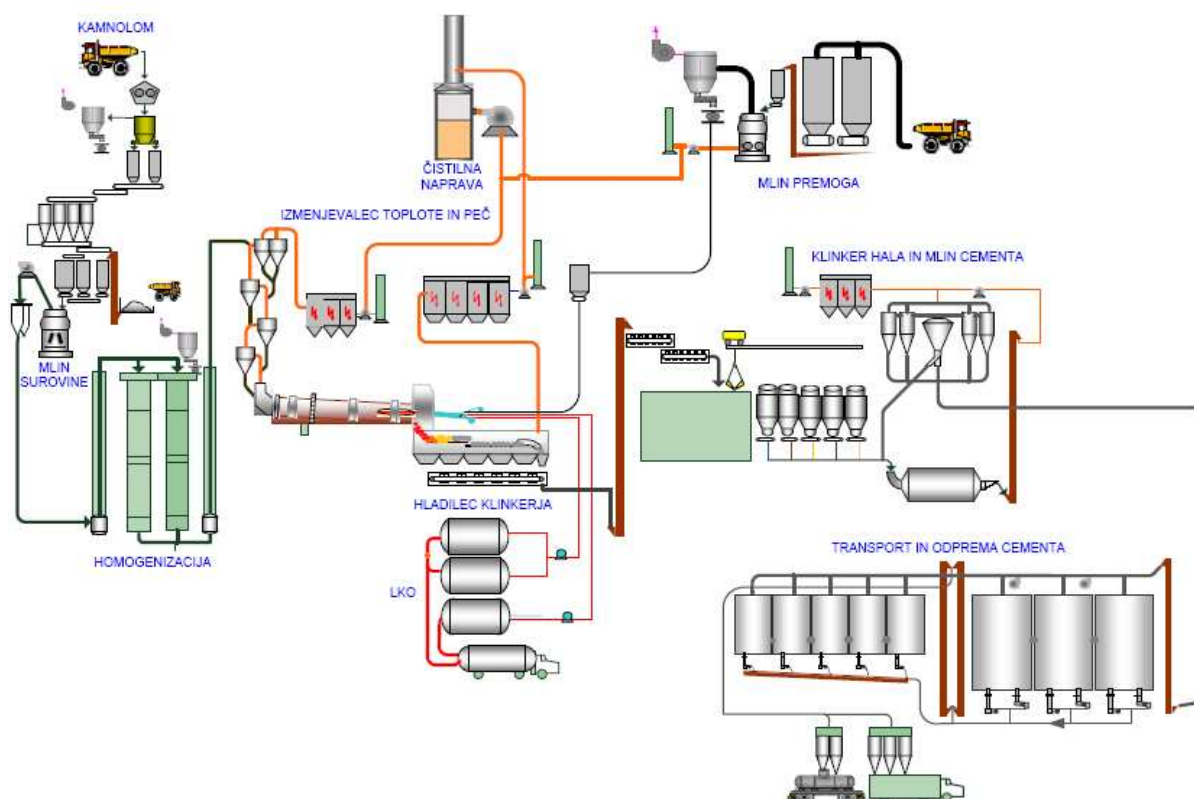 KAMNOLOM
ČISTILNA
NAPRAVA
MLIN PREMOGA
IZMENJEVALEC TOPLOTE IN PEČ
KLINKER HALA IN MLIN CEMENTA
MLIN
SUROVINE
HLADILEC KLINKERJA
HOMOGENIZACIJA
TRANSPORT IN ODPREMA CEMENTA
LKO